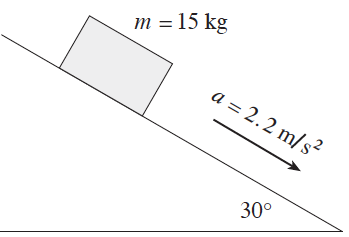 m = 15 kg
a = 2.2 m/s²
30°